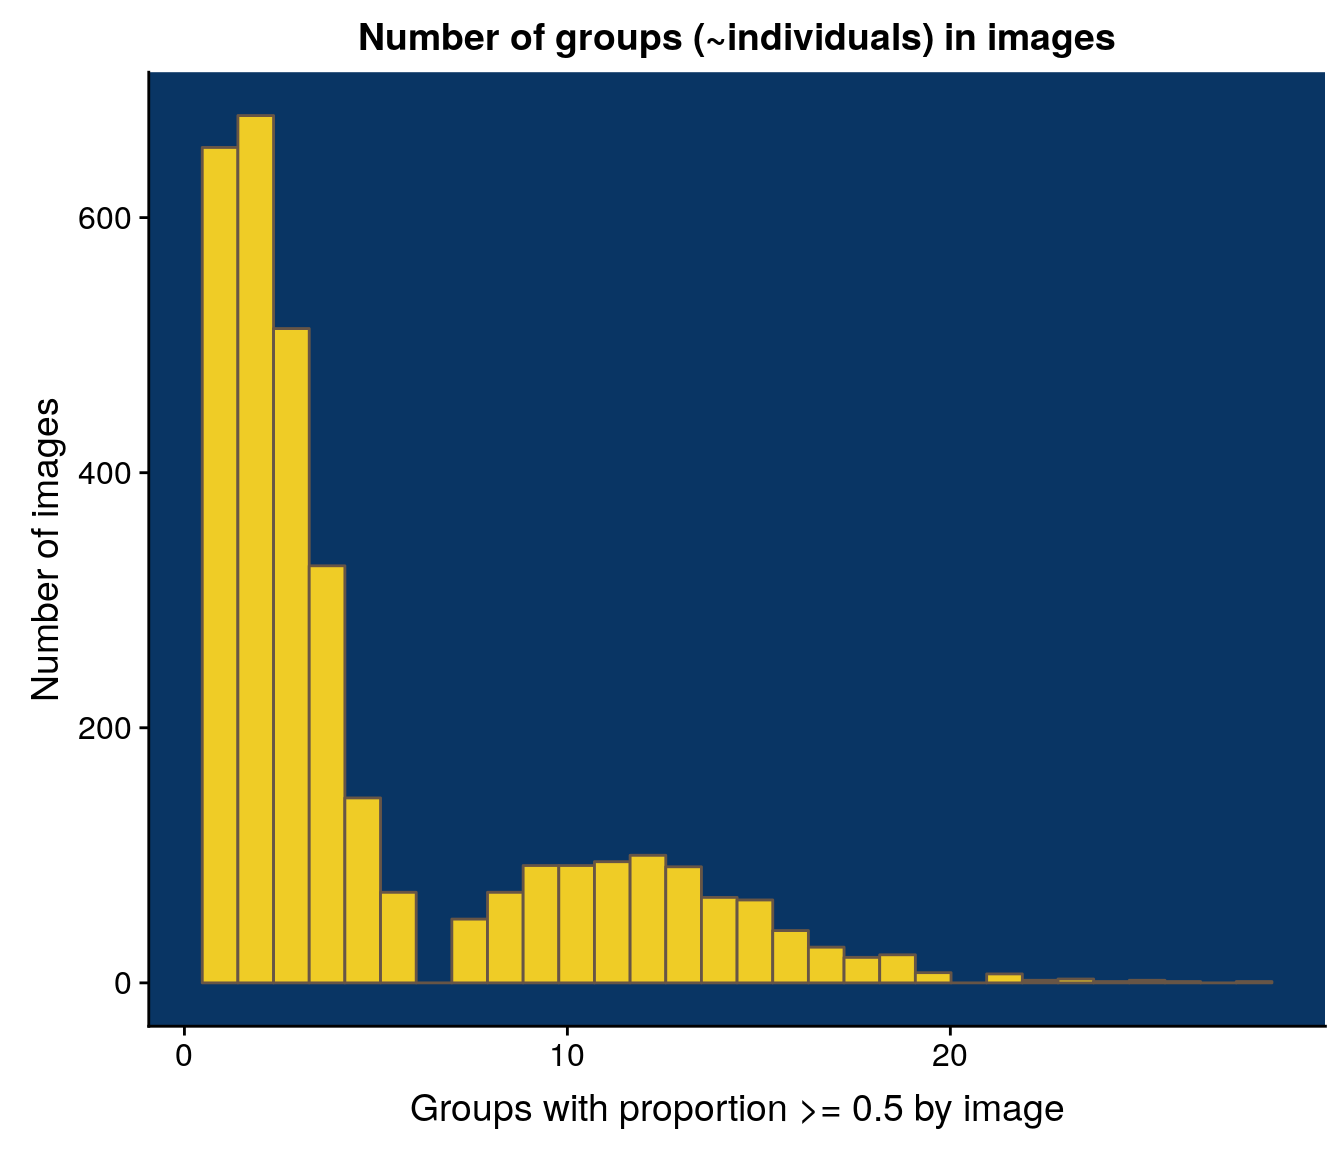 Number of groups (~individuals) in images
Number of images
600
400
200
0
0 10 20
Groups with proportion >= 0.5 by image